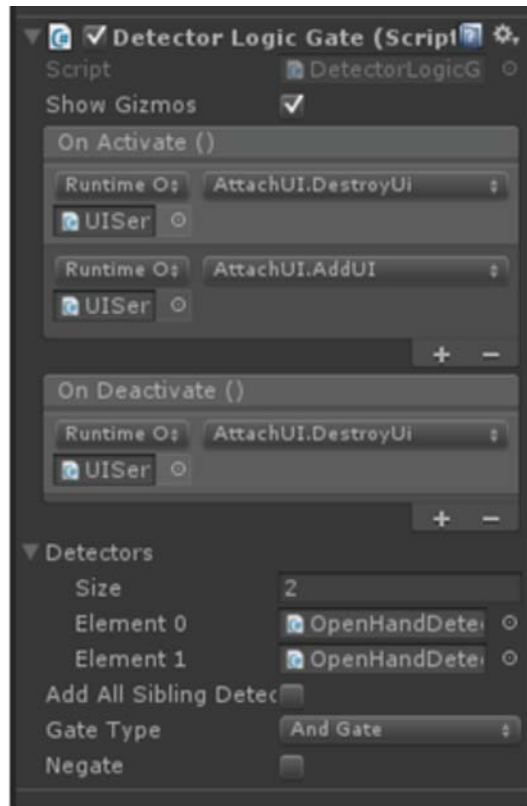 Detector Logic Gate (Script
Script DetectorLogicG
Show Gizmos
On Activate ()
Runtime O AttachUI.DestroyUi
UISer
Runtime O AttachUI.AddUI
UISer
+ −
On Deactivate ()
Runtime O AttachUI.DestroyUi
UISer
+ −
Detectors
Size 2
Element 0 OpenHandDete
Element 1 OpenHandDete
Add All Sibling Detec
Gate Type And Gate
Negate